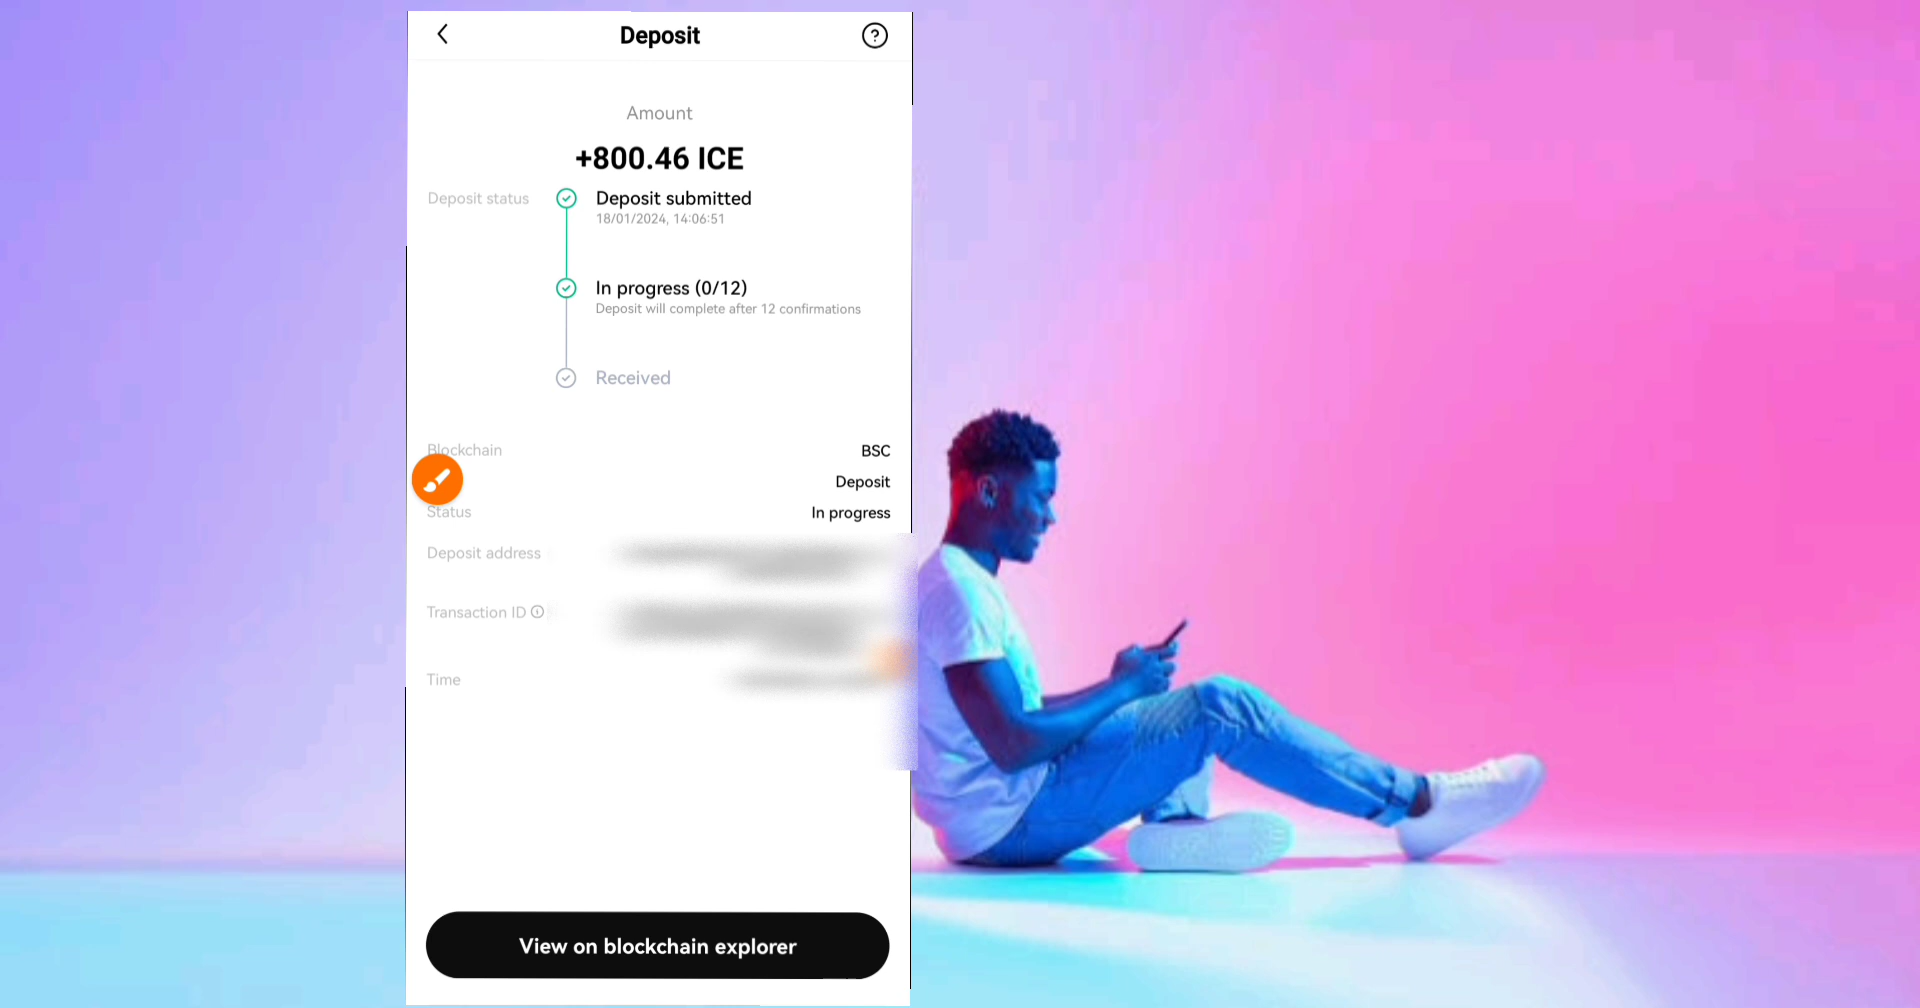 Deposit
Amount
+800.46 ICE
Deposit status
Deposit submitted
18/01/2024, 14:06:51
In progress (0/12)
Deposit will complete after 12 confirmations
Received
Blockchain BSC
Deposit
Status In progress
Deposit address
Transaction ID
Time
View on blockchain explorer